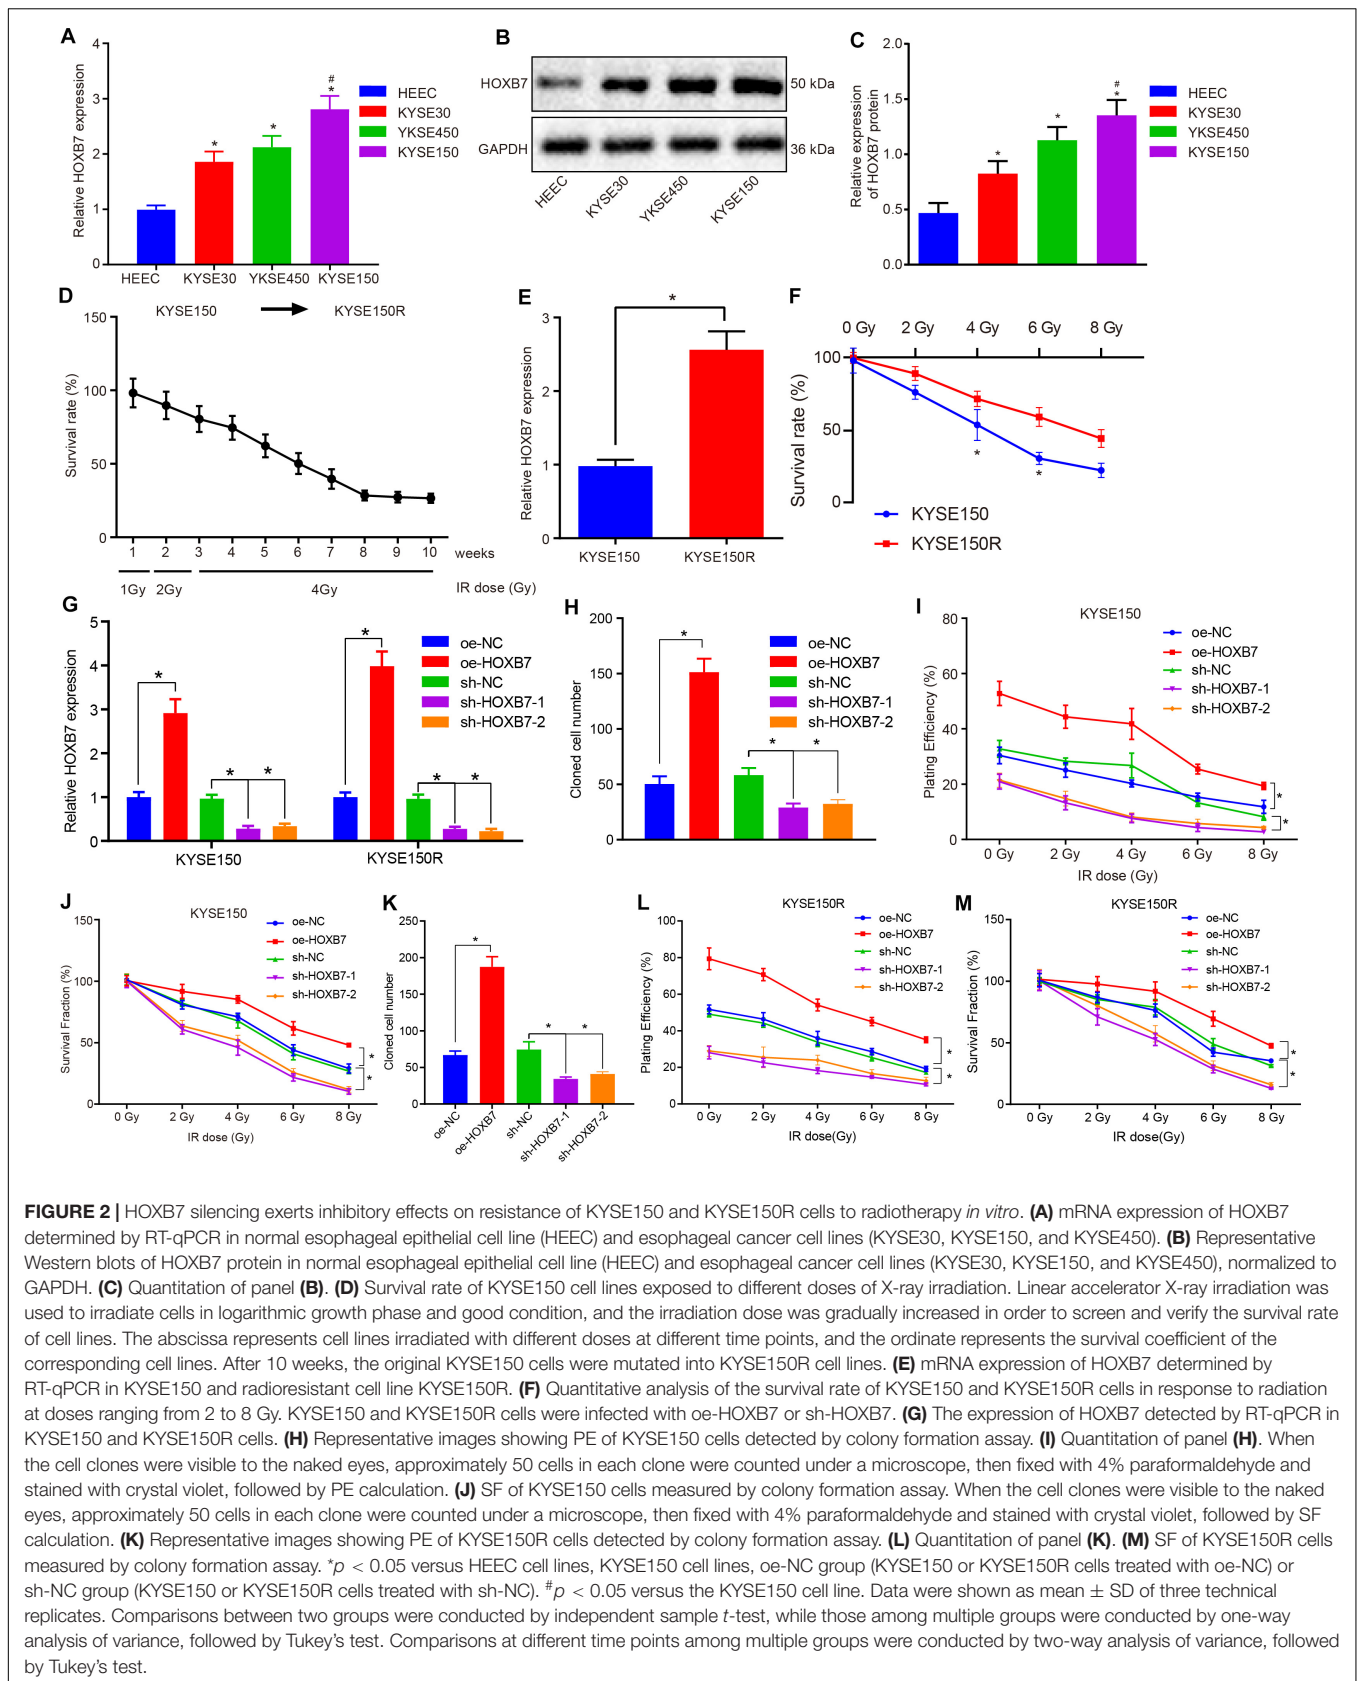 A
Relative HOXB7 expression
4
3
2
1
0
*
*
#
*
HEEC
KYSE30
YKSE450
KYSE150
HEEC
KYSE30
YKSE450
KYSE150
B
HOXB7
50 kDa
GAPDH
36 kDa
HEEC
KYSE30
YKSE450
KYSE150
C
Relative expression
of HOXB7 protein
2.0
1.5
1.0
0.5
0.0
*
*
#
*
HEEC
KYSE30
YKSE450
KYSE150
D
KYSE150
KYSE150R
Survival rate (%)
150
100
50
0
1 2 3 4 5 6 7 8 9 10 weeks
1Gy 2Gy 4Gy IR dose (Gy)
E
Relative HOXB7 expression
3
2
1
0
*
KYSE150 KYSE150R
F
0 Gy 2 Gy 4 Gy 6 Gy 8 Gy
Survival rate (%)
100
50
0
*
*
KYSE150
KYSE150R
G
Relative HOXB7 expression
5
4
3
2
1
0
*
* *
*
* *
KYSE150 KYSE150R
oe-NC
oe-HOXB7
sh-NC
sh-HOXB7-1
sh-HOXB7-2
H
Cloned cell number
200
150
100
50
0
*
* *
oe-NC
oe-HOXB7
sh-NC
sh-HOXB7-1
sh-HOXB7-2
I
KYSE150
Plating Efficiency (%)
80
60
40
20
0
oe-NC
oe-HOXB7
sh-NC
sh-HOXB7-1
sh-HOXB7-2
*
*
0 Gy 2 Gy 4 Gy 6 Gy 8 Gy
IR dose (Gy)
J
KYSE150
Survival Fraction (%)
150
100
50
0
oe-NC
oe-HOXB7
sh-NC
sh-HOXB7-1
sh-HOXB7-2
*
*
0 Gy 2 Gy 4 Gy 6 Gy 8 Gy
IR dose (Gy)
K
Cloned cell number
250
200
150
100
50
0
*
* *
oe-NC
oe-HOXB7
sh-NC
sh-HOXB7-1
sh-HOXB7-2
L
KYSE150R
Plating Efficiency (%)
100
80
60
40
20
0
oe-NC
oe-HOXB7
sh-NC
sh-HOXB7-1
sh-HOXB7-2
*
*
0 Gy 2 Gy 4 Gy 6 Gy 8 Gy
IR dose(Gy)
M
KYSE150R
Survival Fraction (%)
150
100
50
0
oe-NC
oe-HOXB7
sh-NC
sh-HOXB7-1
sh-HOXB7-2
*
*
0 Gy 2 Gy 4 Gy 6 Gy 8 Gy
IR dose(Gy)
FIGURE 2 | HOXB7 silencing exerts inhibitory effects on resistance of KYSE150 and KYSE150R cells to radiotherapy in vitro. (A) mRNA expression of HOXB7
determined by RT-qPCR in normal esophageal epithelial cell line (HEEC) and esophageal cancer cell lines (KYSE30, KYSE150, and KYSE450). (B) Representative
Western blots of HOXB7 protein in normal esophageal epithelial cell line (HEEC) and esophageal cancer cell lines (KYSE30, KYSE150, and KYSE450), normalized to
GAPDH. (C) Quantitation of panel (B). (D) Survival rate of KYSE150 cell lines exposed to different doses of X-ray irradiation. Linear accelerator X-ray irradiation was
used to irradiate cells in logarithmic growth phase and good condition, and the irradiation dose was gradually increased in order to screen and verify the survival rate
of cell lines. The abscissa represents cell lines irradiated with different doses at different time points, and the ordinate represents the survival coefficient of the
corresponding cell lines. After 10 weeks, the original KYSE150 cells were mutated into KYSE150R cell lines. (E) mRNA expression of HOXB7 determined by
RT-qPCR in KYSE150 and radioresistant cell line KYSE150R. (F) Quantitative analysis of the survival rate of KYSE150 and KYSE150R cells in response to radiation
at doses ranging from 2 to 8 Gy. KYSE150 and KYSE150R cells were infected with oe-HOXB7 or sh-HOXB7. (G) The expression of HOXB7 detected by RT-qPCR in
KYSE150 and KYSE150R cells. (H) Representative images showing PE of KYSE150 cells detected by colony formation assay. (I) Quantitation of panel (H). When
the cell clones were visible to the naked eyes, approximately 50 cells in each clone were counted under a microscope, then fixed with 4% paraformaldehyde and
stained with crystal violet, followed by PE calculation. (J) SF of KYSE150 cells measured by colony formation assay. When the cell clones were visible to the naked
eyes, approximately 50 cells in each clone were counted under a microscope, then fixed with 4% paraformaldehyde and stained with crystal violet, followed by SF
calculation. (K) Representative images showing PE of KYSE150R cells detected by colony formation assay. (L) Quantitation of panel (K). (M) SF of KYSE150R cells
measured by colony formation assay. *p < 0.05 versus HEEC cell lines, KYSE150 cell lines, oe-NC group (KYSE150 or KYSE150R cells treated with oe-NC) or
sh-NC group (KYSE150 or KYSE150R cells treated with sh-NC). #p < 0.05 versus the KYSE150 cell line. Data were shown as mean ± SD of three technical
replicates. Comparisons between two groups were conducted by independent sample t-test, while those among multiple groups were conducted by one-way
analysis of variance, followed by Tukey's test. Comparisons at different time points among multiple groups were conducted by two-way analysis of variance, followed
by Tukey's test.